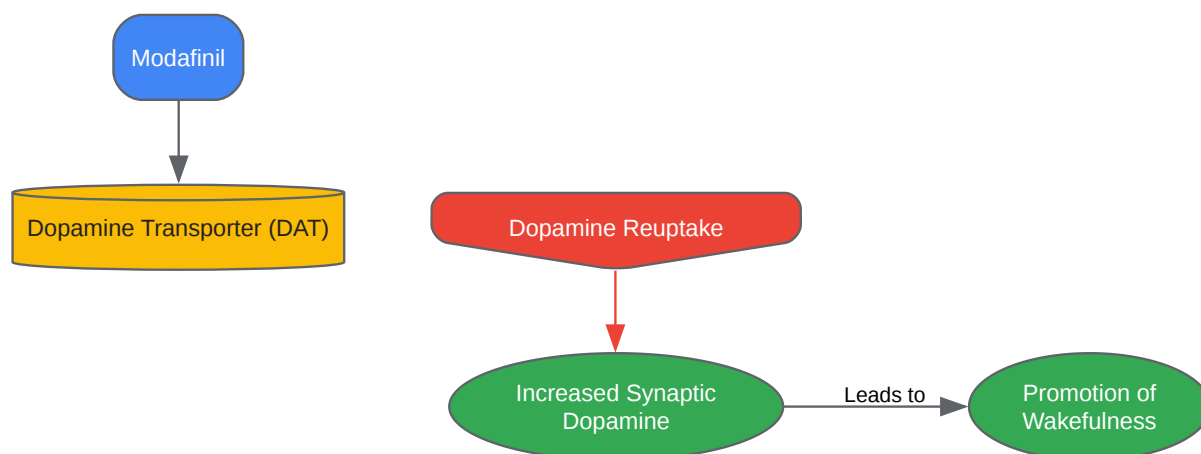 Modafinil
Dopamine Transporter (DAT)
Dopamine Reuptake
Increased Synaptic
Dopamine
Leads to
Promotion of
Wakefulness